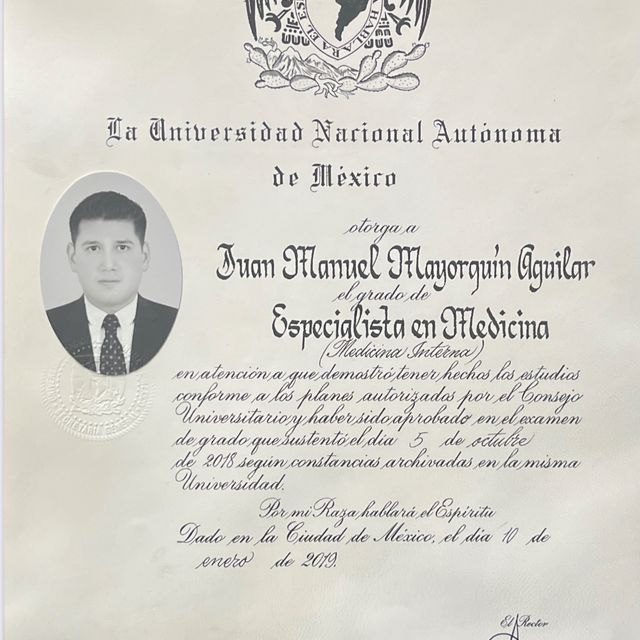 HABLARA EL ES
La Universidad Nacional Autónoma
de México
otorga a
Juan Manuel Mayorquín Aguilar
el grado de
Especialista en Medicina
(Medicina Interna)
en atención a que demostró tener hechos los estudios
conforme a los planes autorizados por el Consejo
Universitario y haber sido aprobado en el examen
de grado que sustentó el día 5 de octubre
de 2018 según constancias archivadas en la misma
Universidad.
Por mi Raza hablará el Espíritu
Dado en la Ciudad de México, el día 10 de
enero de 2019.
El Rector